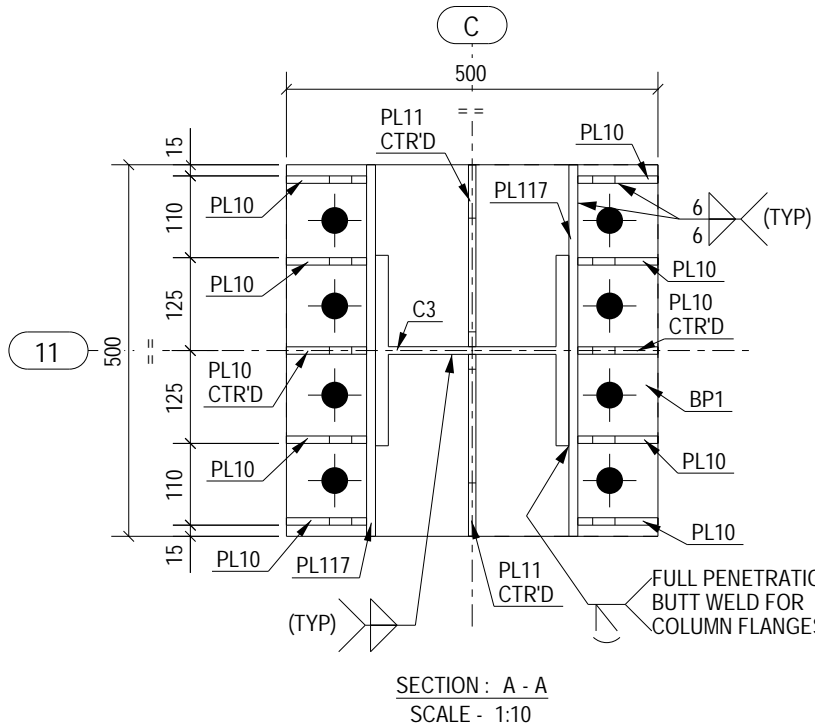 C
500
PL11
CTR'D
PL10
15
PL10
PL117
6
6
(TYP)
110
PL10
PL10
125
C3
PL10
CTR'D
11
500
PL10
CTR'D
BP1
125
PL10
PL10
110
PL10
PL117
PL10
15
PL11
CTR'D
FULL PENETRATIO
BUTT WELD FOR
COLUMN FLANGES
(TYP)
SECTION : A - A
SCALE - 1:10